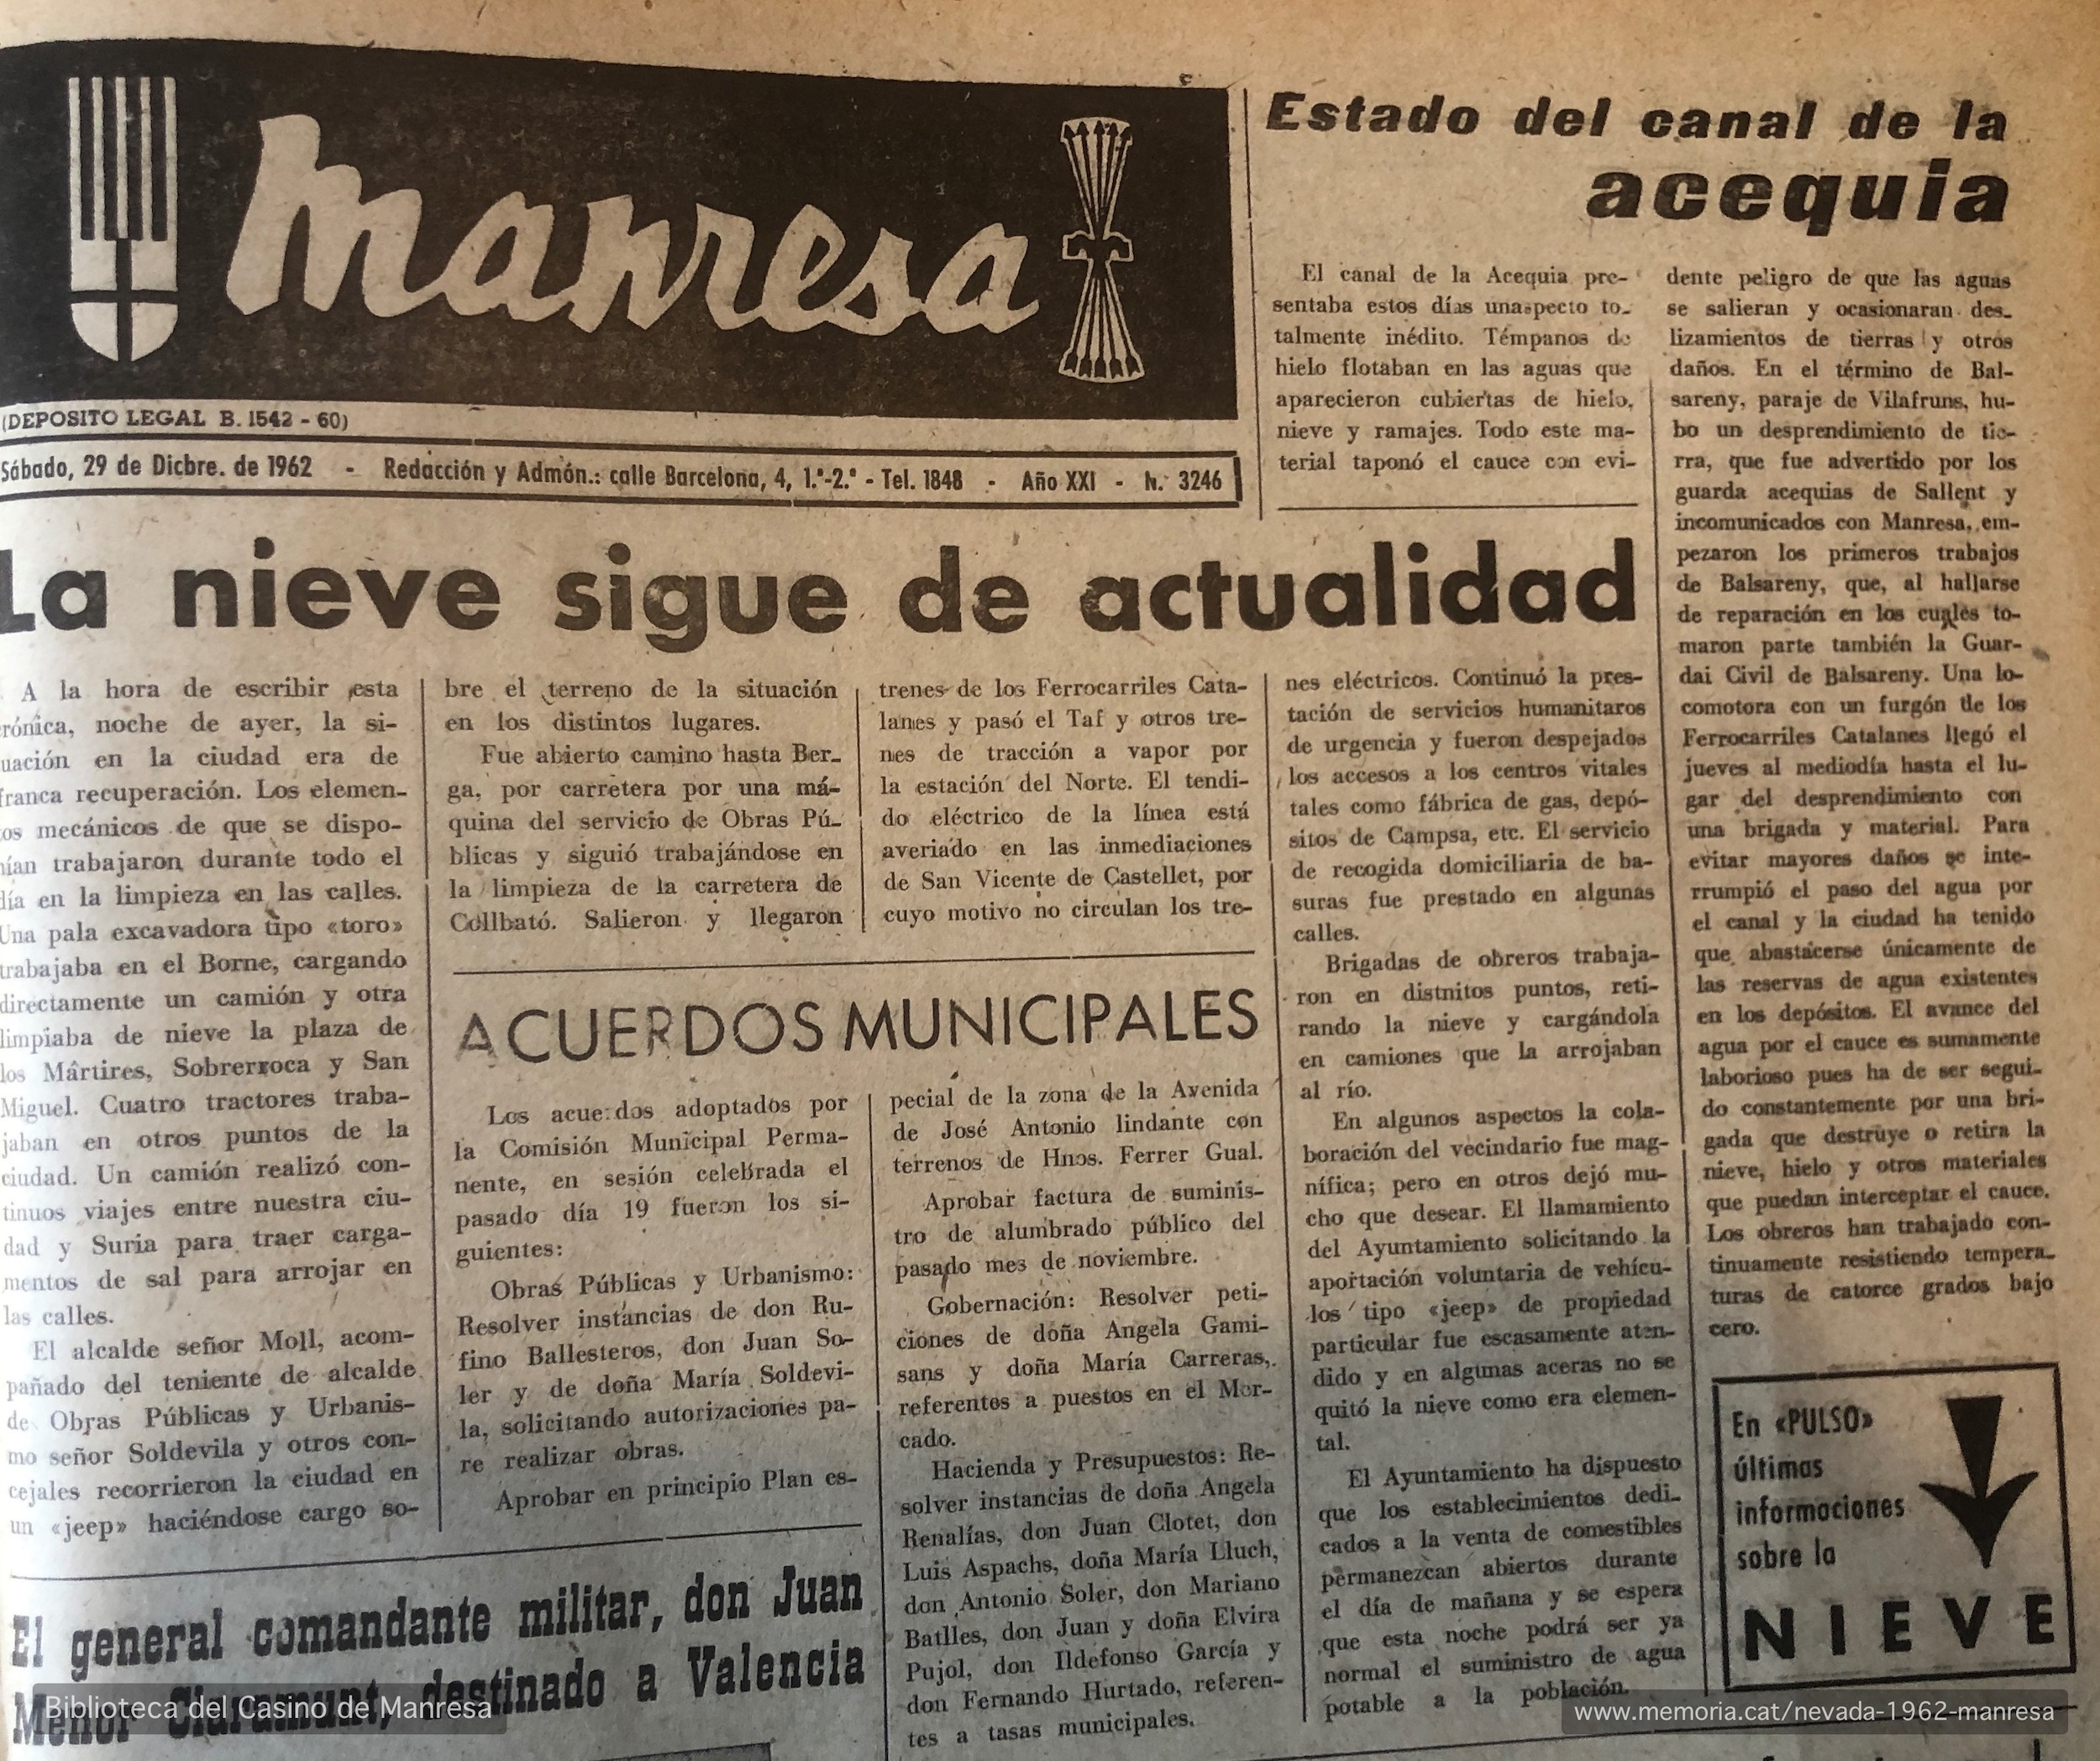 manresa
(DEPOSITO LEGAL B. 1542 - 60)
Sábado, 29 de Dicbre. de 1962 - Redacción y Admón.: calle Barcelona, 4, 1.º-2.º - Tel. 1848 - Año XXI - N. 3246
Estado del canal de la
acequia
El canal de la Acequia pre-
sentaba estos días unaspecto to-
talmente inédito. Témpanos de
hielo flotaban en las aguas que
aparecieron cubiertas de hielo,
nieve y ramajes. Todo este ma-
terial taponó el cauce con evi-
dente peligro de que las aguas
se salieran y ocasionaran des-
lizamientos de tierras y otros
daños. En el término de Bal-
sareny, paraje de Vilafruns, hu-
bo un desprendimiento de tie-
rra, que fue advertido por los
guarda acequias de Sallent y
incomunicados con Manresa, em-
pezaron los primeros trabajos
de Balsareny, que, al hallarse
de reparación en los cuales to-
maron parte también la Guar-
dai Civil de Balsareny. Una lo-
comotora con un furgón de los
Ferrocarriles Catalanes llegó el
jueves al mediodía hasta el lu-
gar del desprendimiento con
una brigada y material. Para
evitar mayores daños se inte-
rrumpió el paso del agua por
el canal y la ciudad ha tenido
que abastacerse únicamente de
las reservas de agua existentes
en los depósitos. El avance del
agua por el cauce es sumamente
laborioso pues ha de ser segui-
do constantemente por una bri-
gada que destruye o retira la
nieve, hielo y otros materiales
que puedan interceptar el cauce.
Los obreros han trabajado con-
tinuamente resistiendo tempera-
turas de catorce grados bajo
cero.
La nieve sigue de actualidad
A la hora de escribir esta
rónica, noche de ayer, la si-
uación en la ciudad era de
franca recuperación. Los elemen-
os mecánicos de que se dispo-
nían trabajaron durante todo el
día en la limpieza en las calles.
Una pala excavadora tipo «toro»
trabajaba en el Borne, cargando
directamente un camión y otra
limpiaba de nieve la plaza de
los Mârtires, Sobrerroca y San
Miguel. Cuatro tractores traba-
jaban en otros puntos de la
ciudad. Un camión realizó con-
tinuos viajes entre nuestra ciu-
dad y Suria para traer carga-
mentos de sal para arrojar en
las calles.
El alcalde señor Moll, acom-
pañado del teniente de alcalde
de Obras Públicas y Urbanis-
mo señor Soldevila y otros con-
cejales recorrieron la ciudad en
un «jeep» haciéndose cargo so-
bre el terreno de la situación
en los distintos lugares.
Fue abierto camino hasta Ber-
ga, por carretera por una má-
quina del servicio de Obras Pú-
blicas y siguió trabajándose en
la limpieza de la carretera de
Collbató. Salieron y llegaron
trenes de los Ferrocarriles Cata-
lanes y pasó el Taf y otros tre-
nes de tracción a vapor por
la estación del Norte. El tendi-
do eléctrico de la línea está
averiado en las inmediaciones
de San Vicente de Castellet, por
cuyo motivo no circulan los tre-
nes eléctricos. Continuó la pres-
tación de servicios humanitaros
de urgencia y fueron despejados
los accesos a los centros vitales
tales como fábrica de gas, depó-
sitos de Campsa, etc. El servicio
de recogida domiciliaria de ba-
suras fue prestado en algunas
calles.
Brigadas de obreros trabaja-
ron en distnitos puntos, reti-
rando la nieve y cargándola
en camiones que la arrojaban
al río.
En algunos aspectos la cola-
boración del vecindario fue mag-
nífica; pero en otros dejó mu-
cho que desear. El llamamiento
del Ayuntamiento solicitando la
aportación voluntaria de vehícu-
los tipo «jeep» de propiedad
particular fue escasamente aten-
dido y en algunas aceras no se
quitó la nieve como era elemen-
tal.
El Ayuntamiento ha dispuesto
que los establecimientos dedi-
cados a la venta de comestibles
permanezcan abiertos durante
el día de mañana y se espera
que esta noche podrá ser ya
normal el suministro de agua
potable a la población.
ACUERDOS MUNICIPALES
Los acuerdos adoptados por
la Comisión Municipal Perma-
nente, en sesión celebrada el
pasado día 19 fueron los si-
guientes:
Obras Públicas y Urbanismo:
Resolver instancias de don Ru-
fino Ballesteros, don Juan So-
ler y de doña María Soldevi-
la, solicitando autorizaciones pa-
re realizar obras.
Aprobar en principio Plan es-
pecial de la zona de la Avenida
de José Antonio lindante con
terrenos de Hnos. Ferrer Gual.
Aprobar factura de suminis-
tro de alumbrado público del
pasado mes de noviembre.
Gobernación: Resolver peti-
ciones de doña Angela Gami-
sans y doña María Carreras,
referentes a puestos en el Mer-
cado.
Hacienda y Presupuestos: Re-
solver instancias de doña Angela
Renalías, don Juan Clotet, don
Luis Aspachs, doña María Lluch,
don Antonio Soler, don Mariano
Batlles, don Juan y doña Elvira
Pujol, don Ildefonso García y
don Fernando Hurtado, referen-
tes a tasas municipales.
El general comandante militar, don Juan
Menor Claramunt, destinado a Valencia
En «PULSO»
últimas
informaciones
sobre la
NIEVE
Biblioteca del Casino de Manresa
www.memoria.cat/nevada-1962-manresa